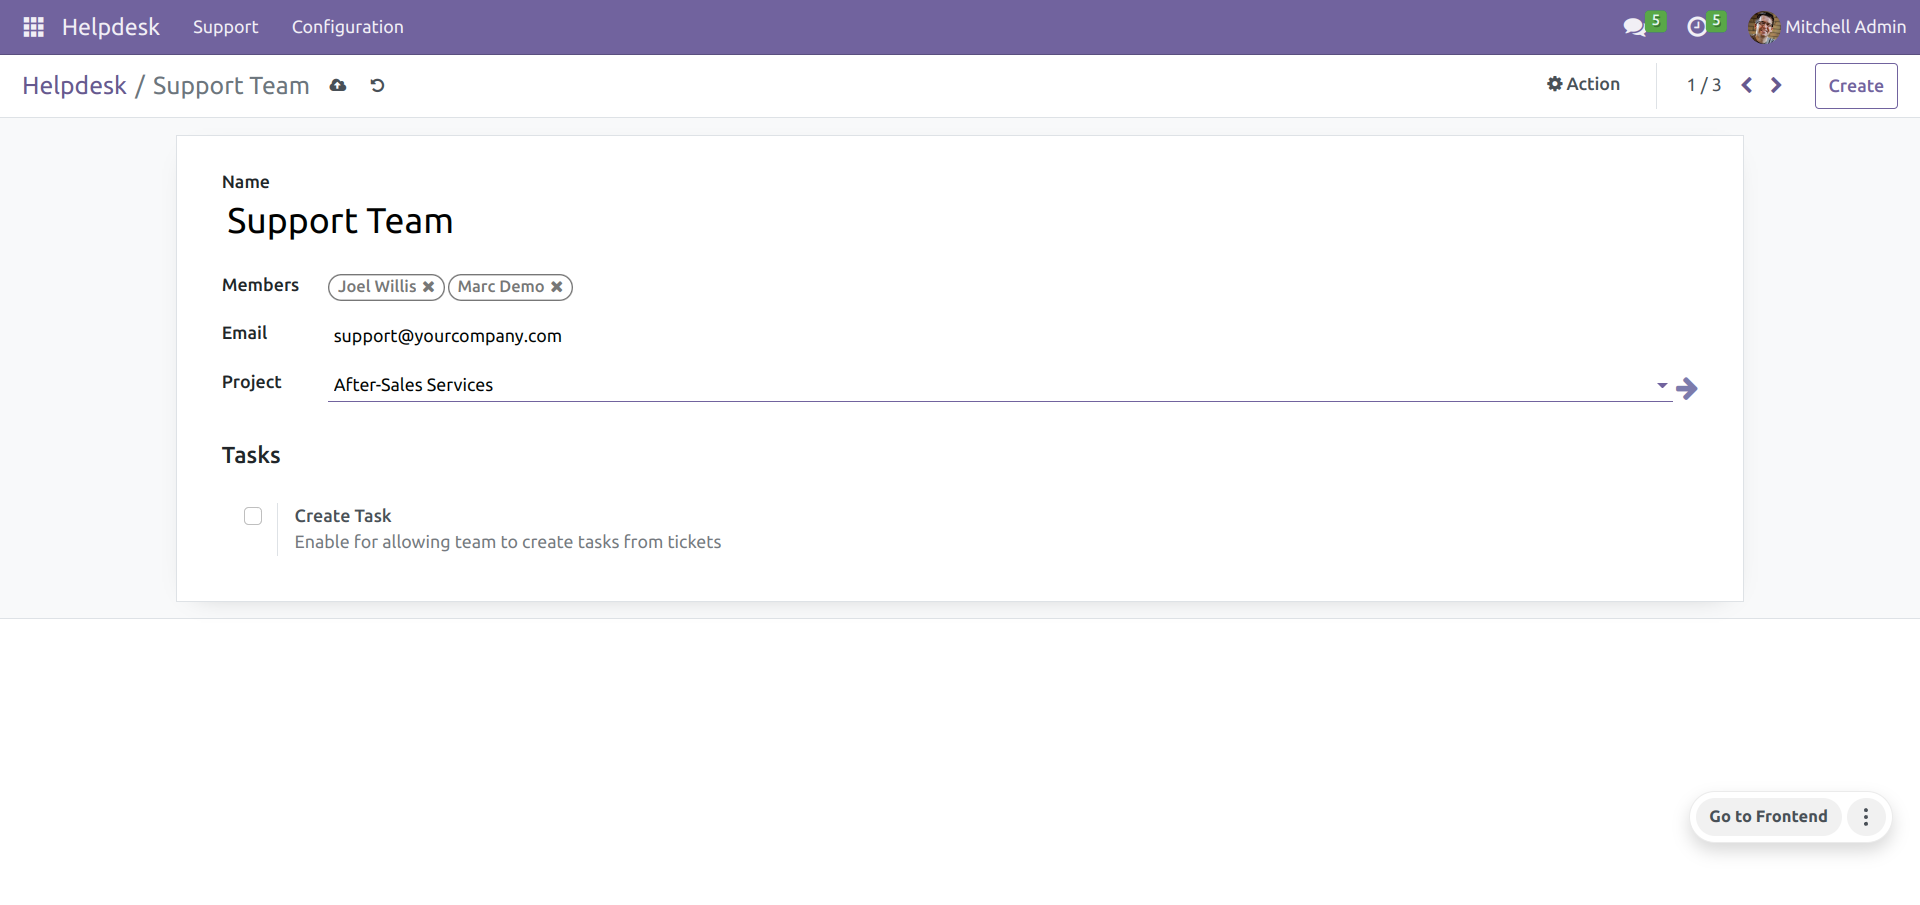 Helpdesk Support Configuration 5 5 Mitchell Admin
Helpdesk / Support Team Action 1 / 3 Create
Name
Support Team
Members Joel Willis Marc Demo
Email support@yourcompany.com
Project After-Sales Services
Tasks
Create Task
Enable for allowing team to create tasks from tickets
Go to Frontend